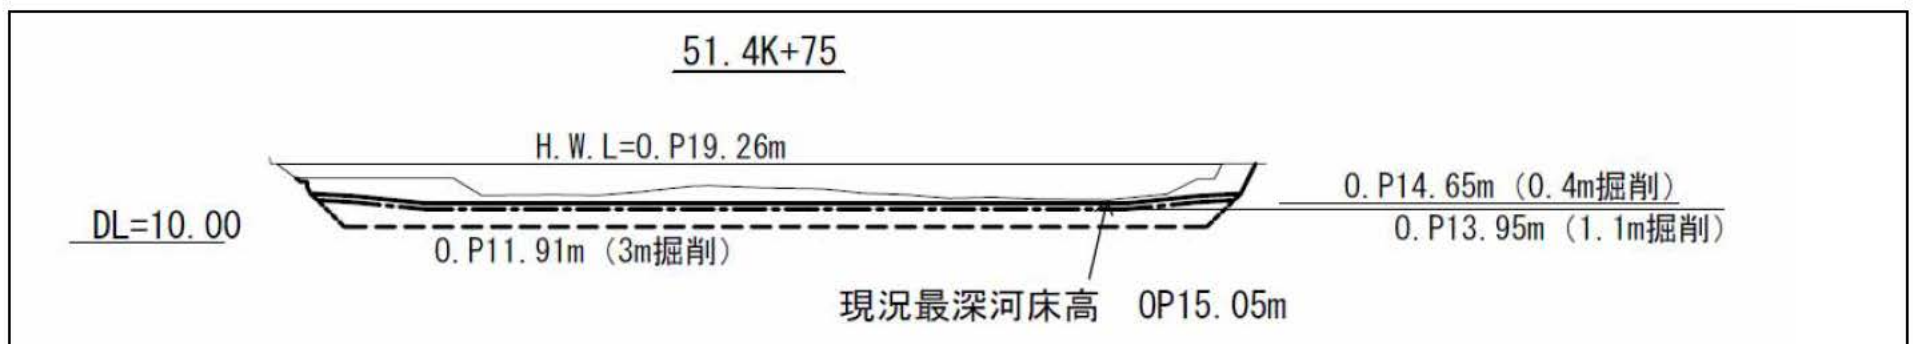 51.4K+75
H.W.L=O.P19.26m
O.P14.65m (0.4m掘削)
DL=10.00
O.P13.95m (1.1m掘削)
O.P11.91m (3m掘削)
現況最深河床高 OP15.05m